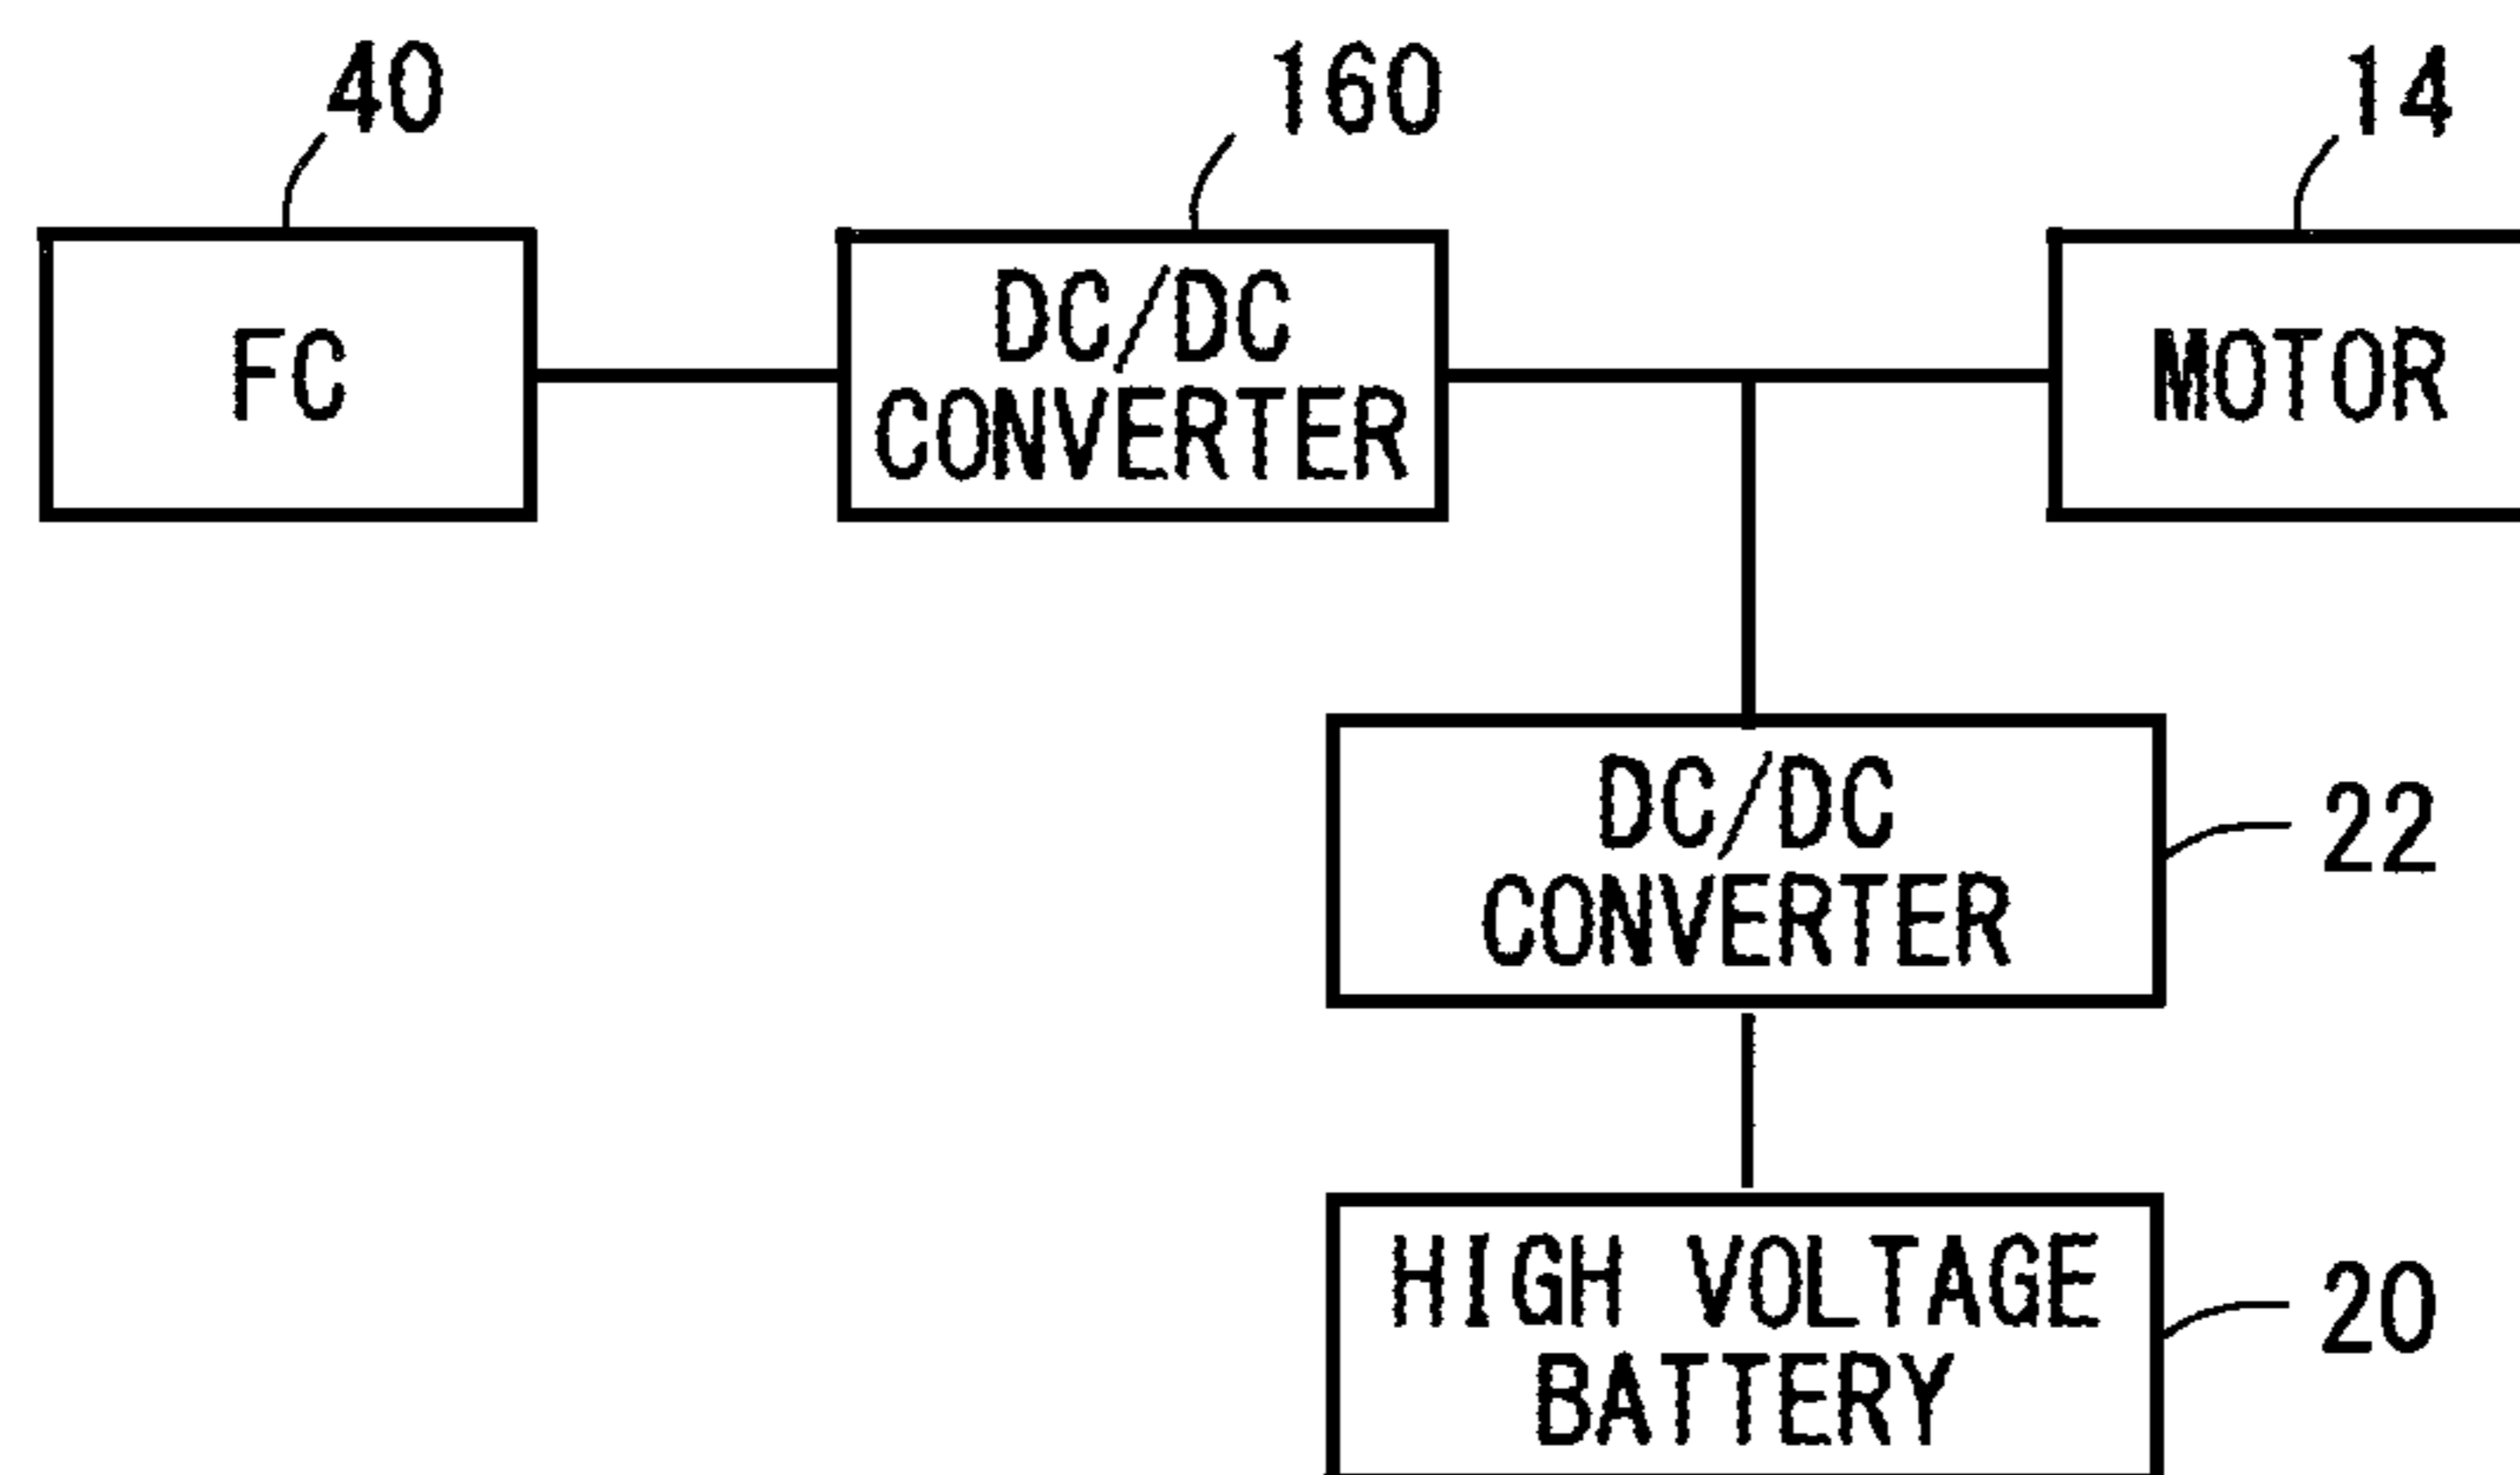 40
160
14
FC
DC/DC
CONVERTER
MOTOR
DC/DC
CONVERTER
22
HIGH VOLTAGE
BATTERY
20